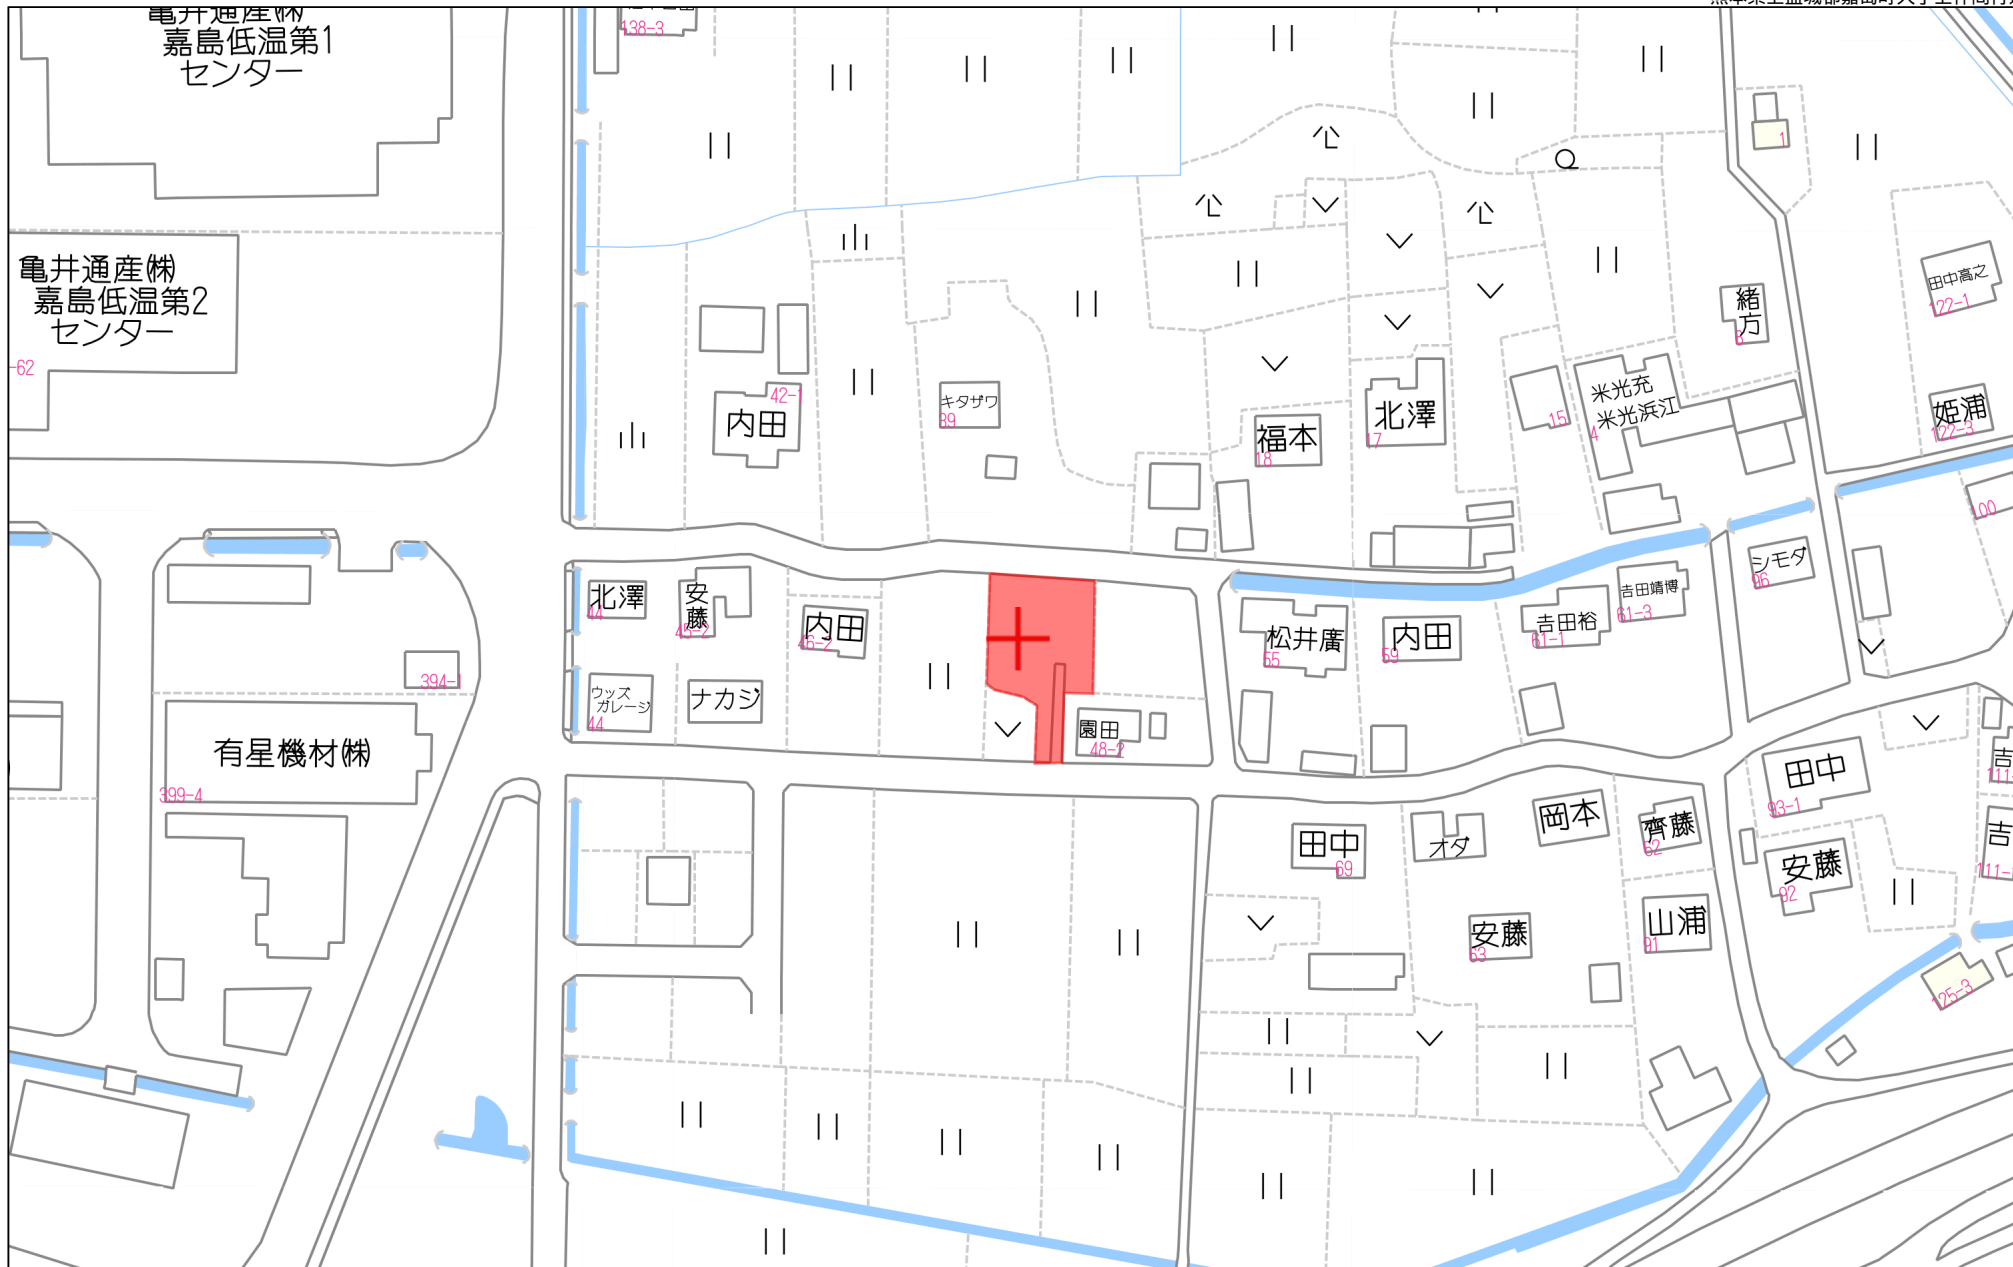 亀井通産㈱
嘉島低温第1
センター
138-3
1
亀井通産㈱
嘉島低温第2
センター
-62
42-1
内田
キタザワ
39
福本
18
北澤
17
15
米光充
米光浜江
4
緒方
8
田中高之
122-1
姫浦
122-3
100
北澤
44
安藤
45-2
内田
46-2
ウッズ
ガレージ
44
ナカジ
園田
48-2
松井廣
55
内田
59
吉田裕
61-1
吉田靖博
61-3
シモダ
96
394-1
有星機材㈱
399-4
田中
69
オダ
岡本
齊藤
62
田中
93-1
安藤
92
吉
111-
吉
111-
安藤
63
山浦
91
125-3